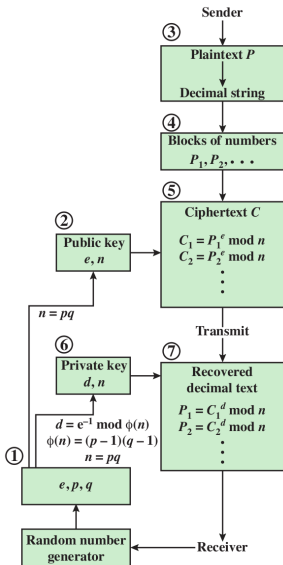 Sender
③
Plaintext P
Decimal string
④
Blocks of numbers
P₁, P₂, . . .
⑤
Ciphertext C
C₁ = P₁ᵉ mod n
C₂ = P₂ᵉ mod n
②
Public key
e, n
n = pq
Transmit
⑥
Private key
d, n
⑦
Recovered
decimal text
P₁ = C₁ᵈ mod n
P₂ = C₂ᵈ mod n
d = e⁻¹ mod ϕ(n)
ϕ(n) = (p – 1)(q – 1)
n = pq
①
e, p, q
Random number
generator
Receiver